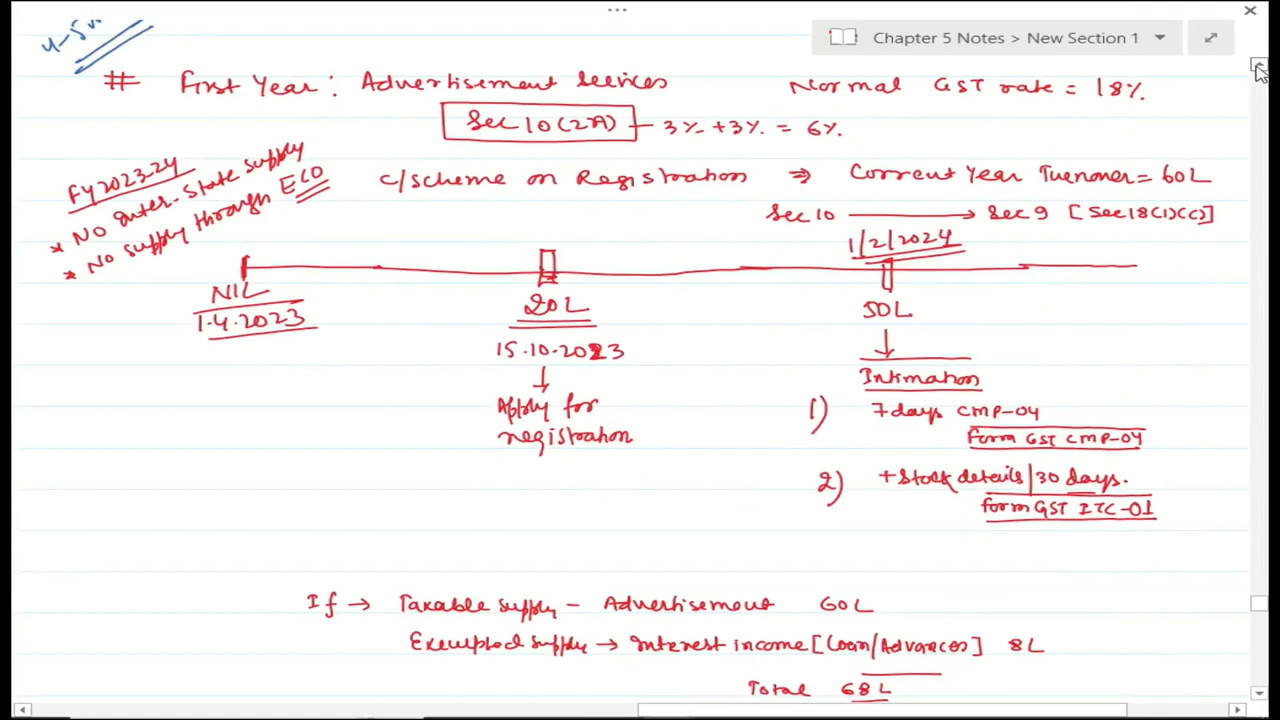 4-5
Chapter 5 Notes > New Section 1
# First Year: Advertisement Services Normal GST rate = 18%
Sec 10 (2A) - 3% + 3% = 6%
FY 2023-24
* NO Inter-State supply
* NO supply through ECO
C/Scheme on Registration ⇒ Current Year Turnover = 60L
Sec 10 → Sec 9 [Sec 18(1)(c)]
1/2/2024
NIL
1.4.2023
20L
15.10.2023
↓
Apply for
registration
50L
↓
Intimation
1) 7 days CMP-04
Form GST CMP-04
2) + Stock details | 30 days.
form GST ITC-01
If → Taxable supply - Advertisement 60L
Exempted supply → Interest income [Loan/Advances] 8L
Total 68L